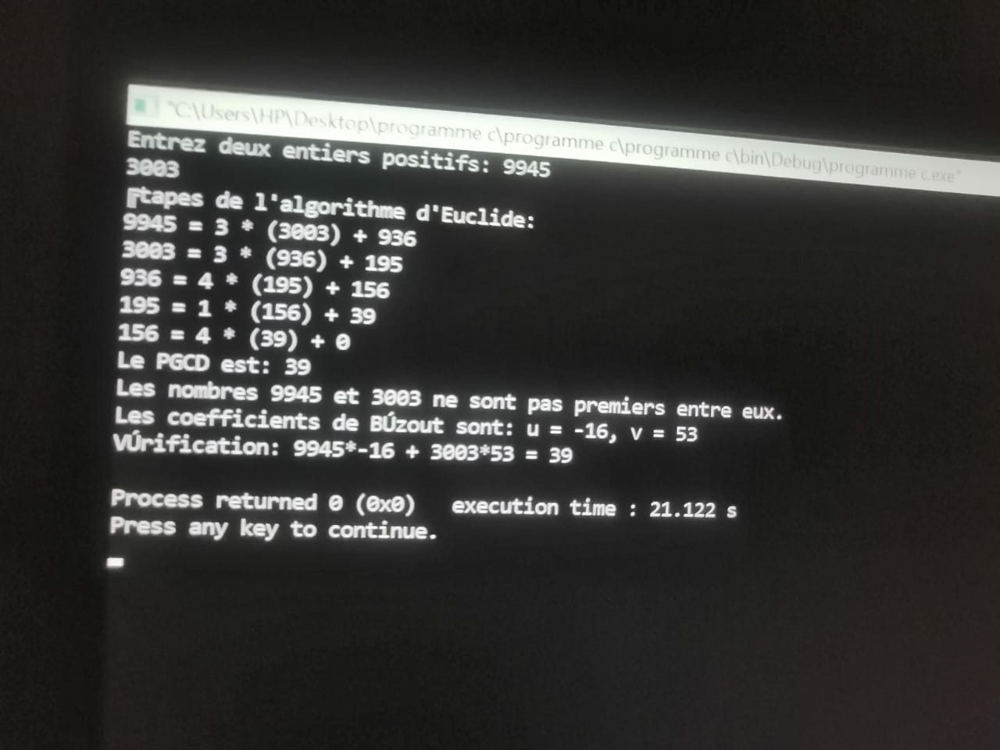 "C:\Users\HP\Desktop\programme c\programme c\programme c\bin\Debug\programme c.exe"
Entrez deux entiers positifs: 9945
3003
Étapes de l'algorithme d'Euclide:
9945 = 3 * (3003) + 936
3003 = 3 * (936) + 195
936 = 4 * (195) + 156
195 = 1 * (156) + 39
156 = 4 * (39) + 0
Le PGCD est: 39
Les nombres 9945 et 3003 ne sont pas premiers entre eux.
Les coefficients de BÚzout sont: u = -16, v = 53
VÚrification: 9945*-16 + 3003*53 = 39
Process returned 0 (0x0) execution time : 21.122 s
Press any key to continue.